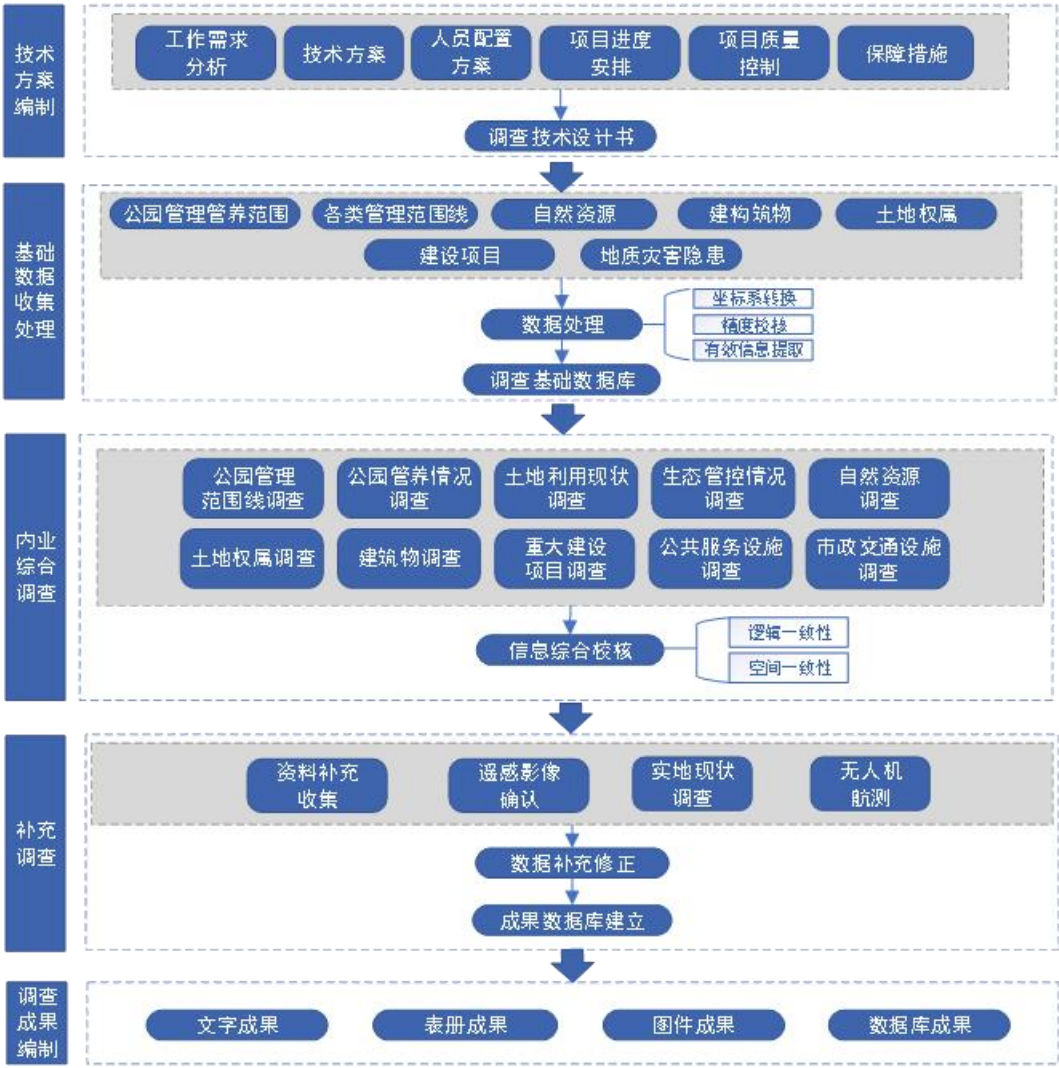 技术
方案
编制
工作需求
分析
技术方案
人员配置
方案
项目进度
安排
项目质量
控制
保障措施
调查技术设计书
基础
数据
收集
处理
公园管理管养范围
各类管理范围线
自然资源
建构筑物
土地权属
建设项目
地质灾害隐患
数据处理
坐标系转换
精度校核
有效信息提取
调查基础数据库
内业
综合
调查
公园管理
范围线调查
公园管养情况
调查
土地利用现状
调查
生态管控情况
调查
自然资源
调查
土地权属调查
建筑物调查
重大建设
项目调查
公共服务设施
调查
市政交通设施
调查
信息综合校核
逻辑一致性
空间一致性
补充
调查
资料补充
收集
遥感影像
确认
实地现状
调查
无人机
航测
数据补充修正
成果数据库建立
调查
成果
编制
文字成果
表册成果
图件成果
数据库成果